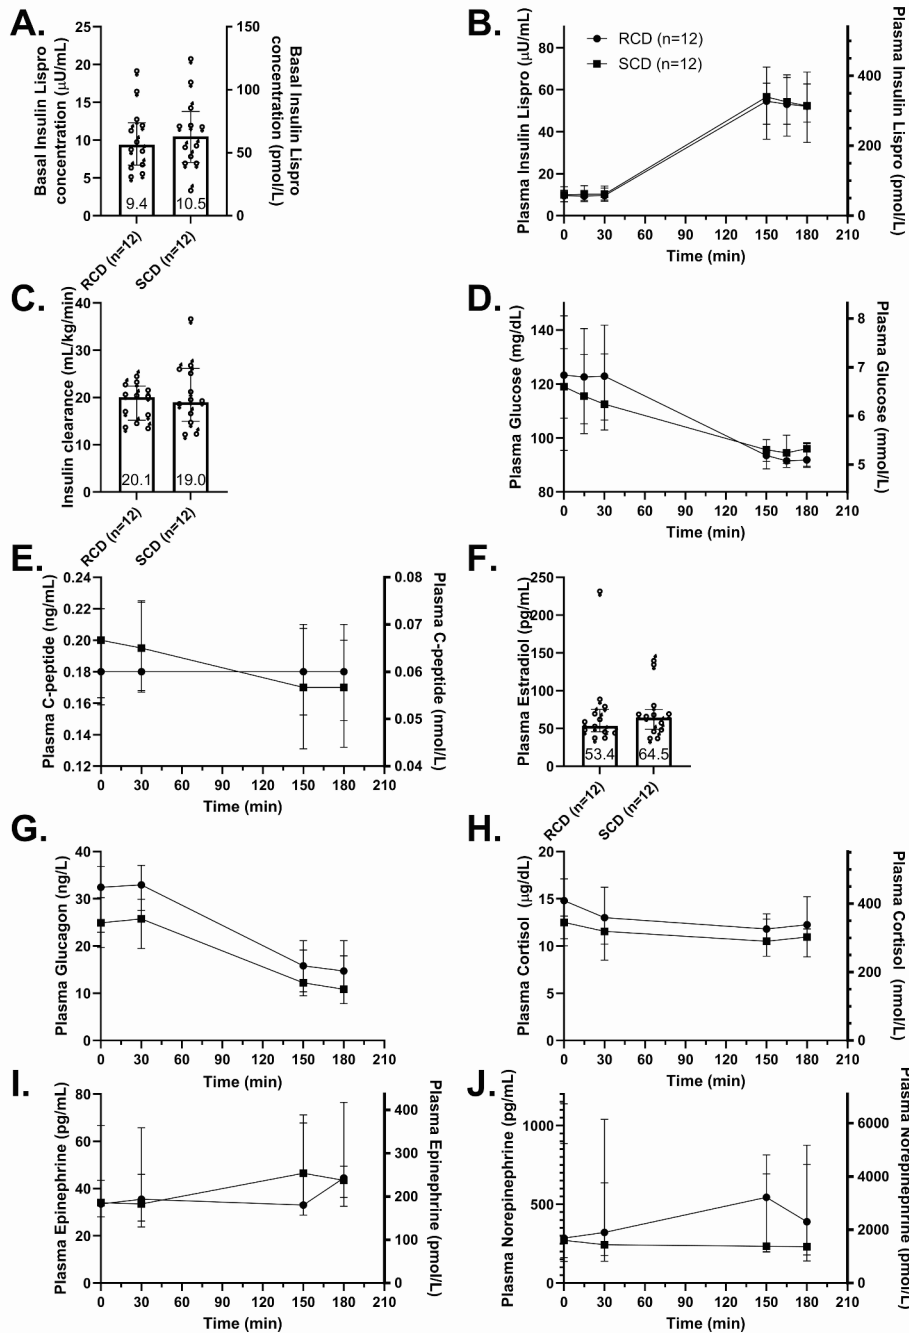 A.
Basal Insulin Lispro
concentration (µU/mL)
25
20
15
10
5
0
9.4
10.5
150
100
50
0
Basal Insulin Lispro
concentration
(pmol/L)
RCD (n=12)
SCD (n=12)
B.
Plasma Insulin Lispro (µU/mL)
80
60
40
20
0
RCD (n=12)
SCD (n=12)
400
200
0
Plasma Insulin Lispro
(pmol/L)
0 30 60 90 120 150 180 210
Time (min)
C.
Insulin clearance (mL/kg/min)
40
30
20
10
0
20.1
19.0
RCD (n=12)
SCD (n=12)
D.
Plasma Glucose (mg/dL)
140
120
100
80
8
7
6
5
Plasma Glucose
(mmol/L)
0 30 60 90 120 150 180 210
Time (min)
E.
Plasma C-peptide (ng/mL)
0.24
0.22
0.20
0.18
0.16
0.14
0.12
0.08
0.07
0.06
0.05
0.04
Plasma C-peptide
(nmol/L)
0 30 60 90 120 150 180 210
Time (min)
F.
Plasma Estradiol (pg/mL)
250
200
150
100
50
0
53.4
64.5
RCD (n=12)
SCD (n=12)
G.
Plasma Glucagon (ng/L)
40
30
20
10
0
0 30 60 90 120 150 180 210
Time (min)
H.
Plasma Cortisol (µg/dL)
20
15
10
5
0
400
200
0
Plasma Cortisol
(nmol/L)
0 30 60 90 120 150 180 210
Time (min)
I.
Plasma Epinephrine (pg/mL)
80
60
40
20
0
400
300
200
100
0
Plasma Epinephrine
(pmol/L)
0 30 60 90 120 150 180 210
Time (min)
J.
Plasma Norepinephrine (pg/mL)
1000
500
0
6000
4000
2000
0
Plasma Norepinephrine
(pmol/L)
0 30 60 90 120 150 180 210
Time (min)